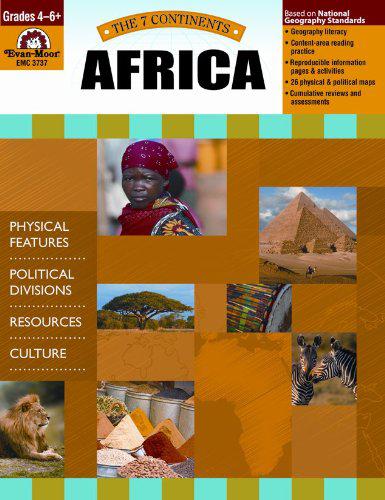 Grades 4–6+
Evan-Moor
EMC 3737
THE 7 CONTINENTS
AFRICA
Based on National
Geography Standards
• Geography literacy
• Content-area reading
practice
• Reproducible information
pages & activities
• 26 physical & political maps
• Cumulative reviews and
assessments
PHYSICAL
FEATURES
POLITICAL
DIVISIONS
RESOURCES
CULTURE